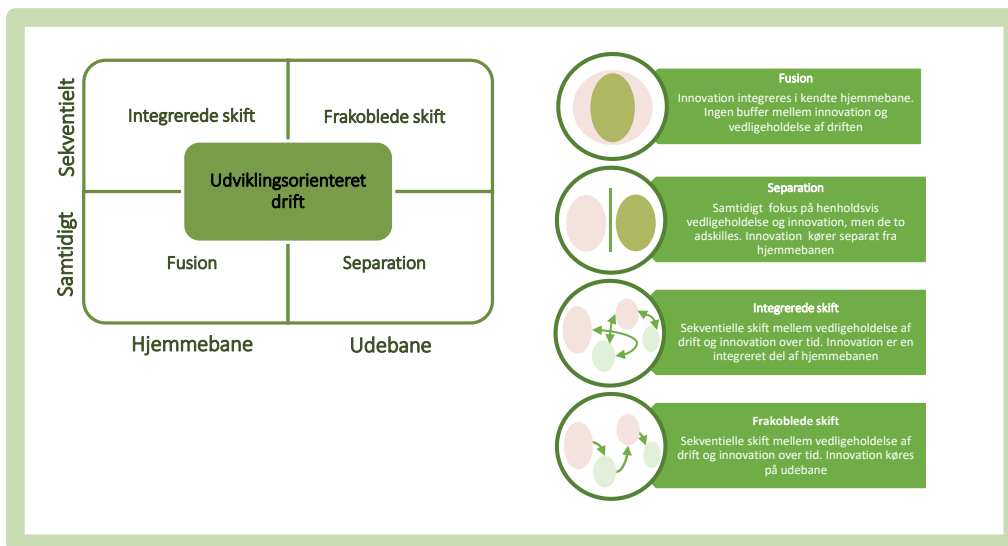 Sekventielt
Samtidigt
Integrerede skift
Frakoblede skift
Udviklingsorienteret
drift
Fusion
Separation
Hjemmebane
Udebane
Fusion
Innovation integreres i kendte hjemmebane.
Ingen buffer mellem innovation og
vedligeholdelse af driften
Separation
Samtidigt fokus på henholdsvis
vedligeholdelse og innovation, men de to
adskilles. Innovation kører separat fra
hjemmebanen
Integrerede skift
Sekventielle skift mellem vedligeholdelse af
drift og innovation over tid. Innovation er en
integreret del af hjemmebanen
Frakoblede skift
Sekventielle skift mellem vedligeholdelse af
drift og innovation over tid. Innovation køres
på udebane